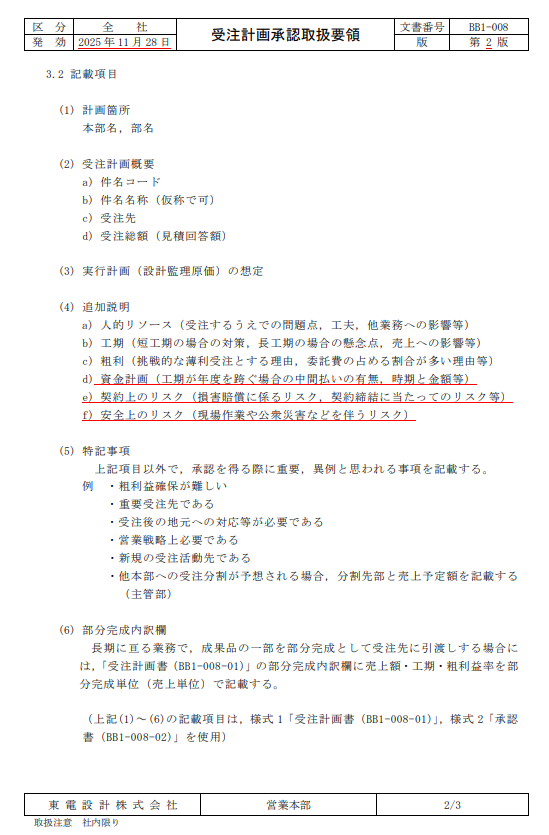 区 分 全 社 受注計画承認取扱要領 文書番号 BB1-008
発 効 2025年11月28日 版 第 2 版
3.2 記載項目
(1) 計画箇所
本部名，部名
(2) 受注計画概要
a) 件名コード
b) 件名名称（仮称で可）
c) 受注先
d) 受注総額（見積回答額）
(3) 実行計画（設計監理原価）の想定
(4) 追加説明
a) 人的リソース（受注するうえでの問題点，工夫，他業務への影響等）
b) 工期（短工期の場合の対策，長工期の場合の懸念点，売上への影響等）
c) 粗利（挑戦的な薄利受注とする理由，委託費の占める割合が多い理由等）
d) 資金計画（工期が年度を跨ぐ場合の中間払いの有無，時期と金額等）
e) 契約上のリスク（損害賠償に係るリスク，契約締結に当たってのリスク等）
f) 安全上のリスク（現場作業や公衆災害などを伴うリスク）
(5) 特記事項
上記項目以外で，承認を得る際に重要，異例と思われる事項を記載する。
例 ・粗利益確保が難しい
・重要受注先である
・受注後の地元への対応等が必要である
・営業戦略上必要である
・新規の受注活動先である
・他本部への受注分割が予想される場合，分割先部と売上予定額を記載する
（主管部）
(6) 部分完成内訳欄
長期に亘る業務で，成果品の一部を部分完成として受注先に引渡しする場合に
は，「受注計画書（BB1-008-01）」の部分完成内訳欄に売上額・工期・粗利益率を部
分完成単位（売上単位）で記載する。
（上記(1)～(6)の記載項目は，様式1「受注計画書（BB1-008-01）」，様式2「承認
書（BB1-008-02）」を使用）
東電設計株式会社 営業本部 2/3
取扱注意 社内限り